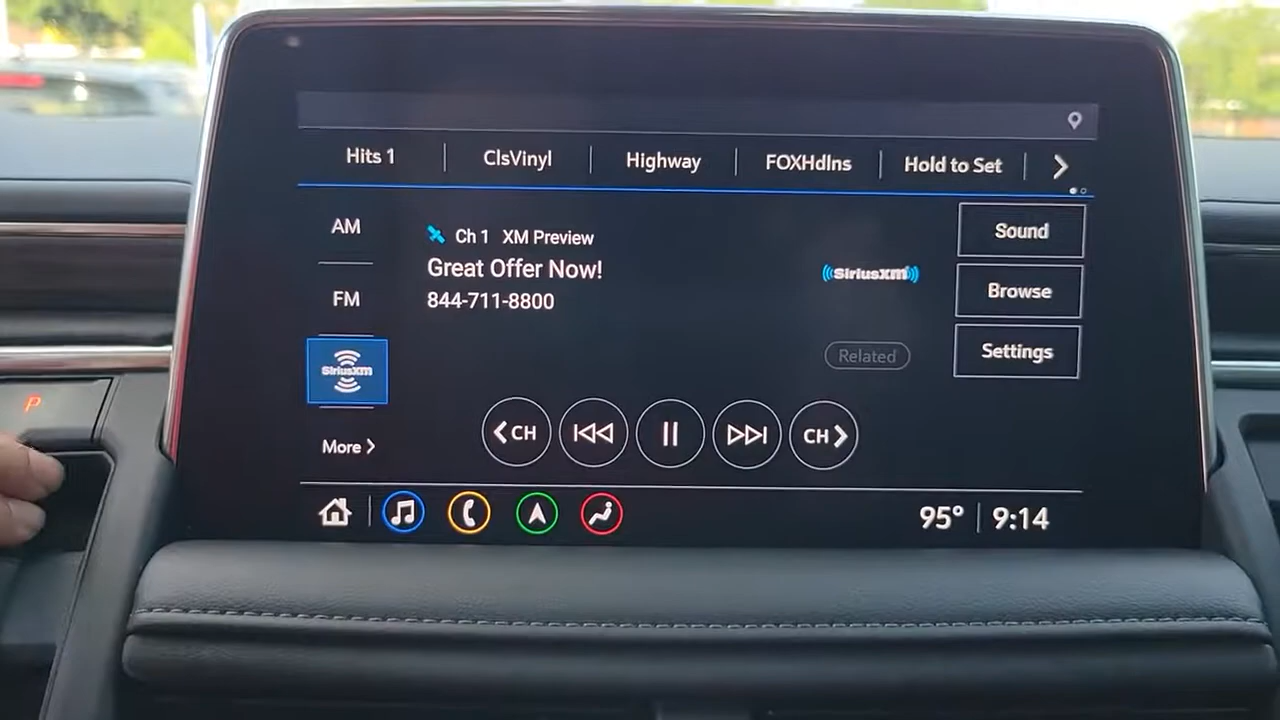 Hits 1
ClsVinyl
Highway
FOXHdlns
Hold to Set
AM
Ch 1 XM Preview
Sound
Great Offer Now!
((SiriusXM))
844-711-8800
Browse
FM
SiriusXM
Related
Settings
P
CH
CH
More
95° 9:14